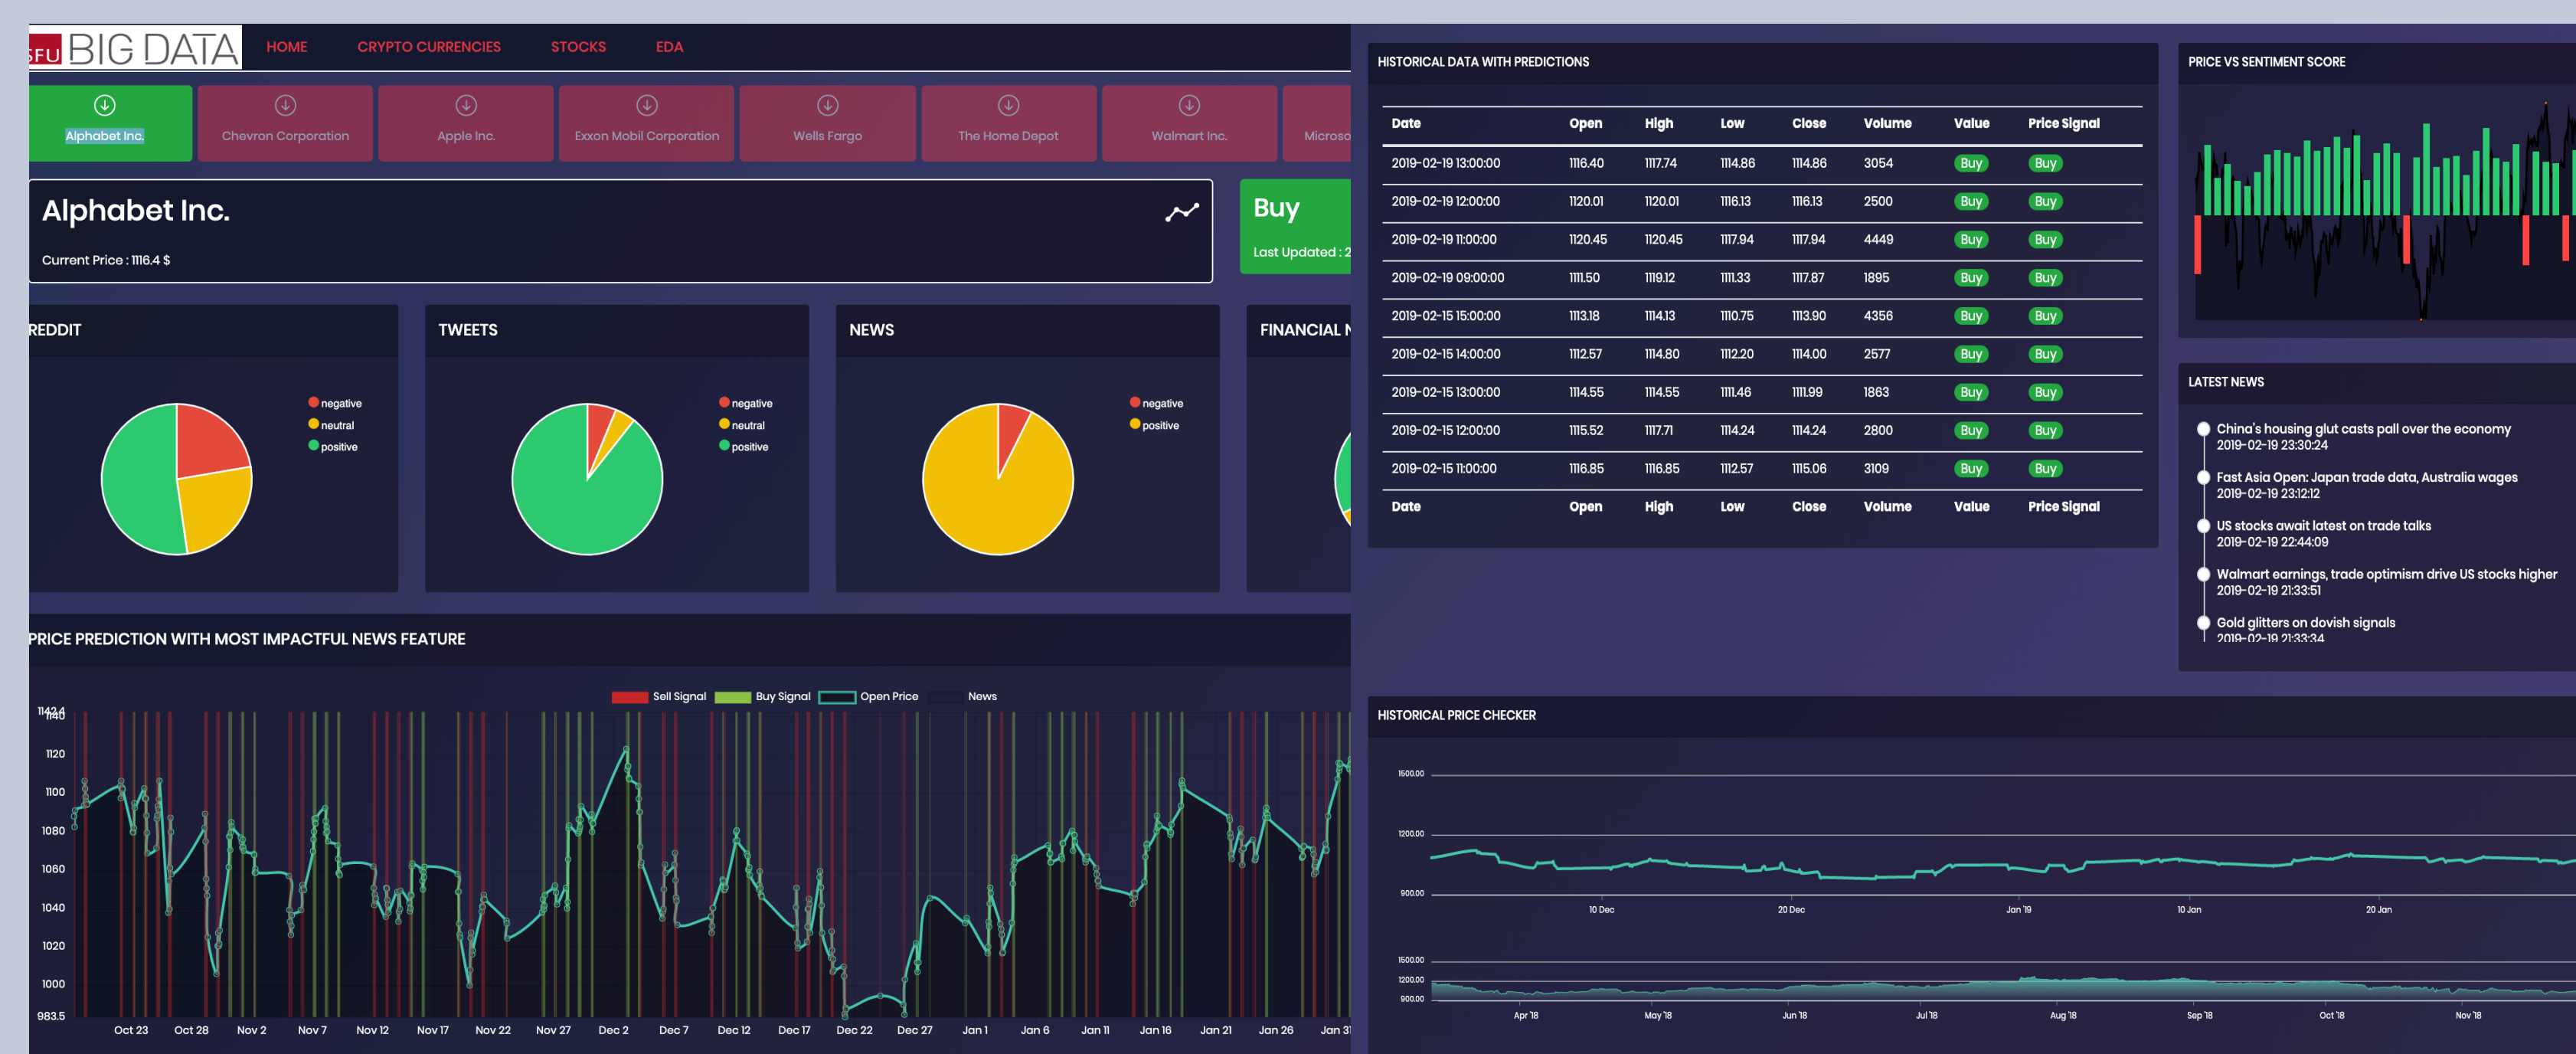 SFU BIG DATA
HOME CRYPTO CURRENCIES STOCKS EDA
Alphabet Inc. Chevron Corporation Apple Inc. Exxon Mobil Corporation Wells Fargo The Home Depot Walmart Inc. Microso
Alphabet Inc.
Current Price : 1116.4 $
Buy
Last Updated : 2
REDDIT
negative
neutral
positive
TWEETS
negative
neutral
positive
NEWS
negative
positive
FINANCIAL N
PRICE PREDICTION WITH MOST IMPACTFUL NEWS FEATURE
Sell Signal Buy Signal Open Price News
1142.4
1140
1120
1100
1080
1060
1040
1020
1000
983.5
Oct 23 Oct 28 Nov 2 Nov 7 Nov 12 Nov 17 Nov 22 Nov 27 Dec 2 Dec 7 Dec 12 Dec 17 Dec 22 Dec 27 Jan 1 Jan 6 Jan 11 Jan 16 Jan 21 Jan 26 Jan 31
HISTORICAL DATA WITH PREDICTIONS
Date Open High Low Close Volume Value Price Signal
2019-02-19 13:00:00 1116.40 1117.74 1114.86 1114.86 3054 Buy Buy
2019-02-19 12:00:00 1120.01 1120.01 1116.13 1116.13 2500 Buy Buy
2019-02-19 11:00:00 1120.45 1120.45 1117.94 1117.94 4449 Buy Buy
2019-02-19 09:00:00 1111.50 1119.12 1111.33 1117.87 1895 Buy Buy
2019-02-15 15:00:00 1113.18 1114.13 1110.75 1113.90 4356 Buy Buy
2019-02-15 14:00:00 1112.57 1114.80 1112.20 1114.00 2577 Buy Buy
2019-02-15 13:00:00 1114.55 1114.55 1111.46 1111.99 1863 Buy Buy
2019-02-15 12:00:00 1115.52 1117.71 1114.24 1114.24 2800 Buy Buy
2019-02-15 11:00:00 1116.85 1116.85 1112.57 1115.06 3109 Buy Buy
Date Open High Low Close Volume Value Price Signal
PRICE VS SENTIMENT SCORE
LATEST NEWS
China's housing glut casts pall over the economy
2019-02-19 23:30:24
Fast Asia Open: Japan trade data, Australia wages
2019-02-19 23:12:12
US stocks await latest on trade talks
2019-02-19 22:44:09
Walmart earnings, trade optimism drive US stocks higher
2019-02-19 21:33:51
Gold glitters on dovish signals
2019-02-19 21:33:34
HISTORICAL PRICE CHECKER
1500.00
1200.00
900.00
10 Dec 20 Dec Jan '19 10 Jan 20 Jan
1500.00
1200.00
900.00
Apr '18 May '18 Jun '18 Jul '18 Aug '18 Sep '18 Oct '18 Nov '18